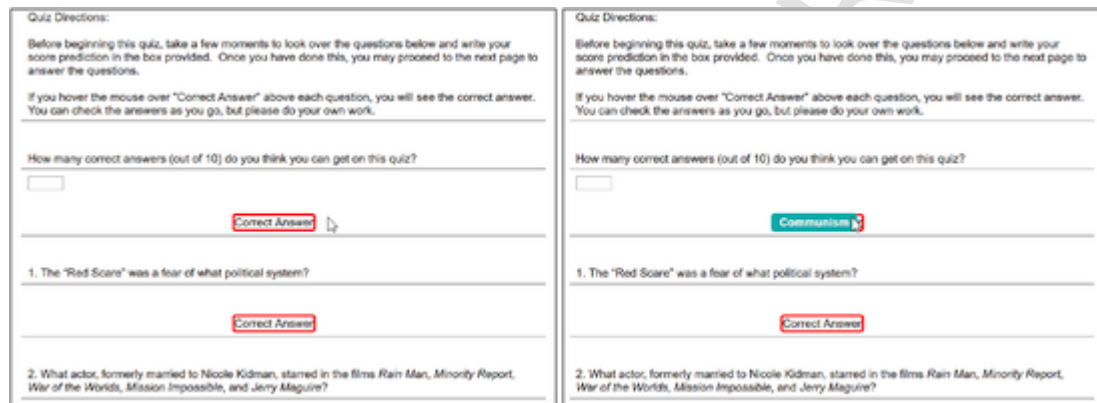 Quiz Directions:
Before beginning this quiz, take a few moments to look over the questions below and write your
score prediction in the box provided. Once you have done this, you may proceed to the next page to
answer the questions.
If you hover the mouse over "Correct Answer" above each question, you will see the correct answer.
You can check the answers as you go, but please do your own work.
How many correct answers (out of 10) do you think you can get on this quiz?
Correct Answer
1. The "Red Scare" was a fear of what political system?
Correct Answer
2. What actor, formerly married to Nicole Kidman, starred in the films Rain Man, Minority Report,
War of the Worlds, Mission Impossible, and Jerry Maguire?
Quiz Directions:
Before beginning this quiz, take a few moments to look over the questions below and write your
score prediction in the box provided. Once you have done this, you may proceed to the next page to
answer the questions.
If you hover the mouse over "Correct Answer" above each question, you will see the correct answer.
You can check the answers as you go, but please do your own work.
How many correct answers (out of 10) do you think you can get on this quiz?
Communism
1. The "Red Scare" was a fear of what political system?
Correct Answer
2. What actor, formerly married to Nicole Kidman, starred in the films Rain Man, Minority Report,
War of the Worlds, Mission Impossible, and Jerry Maguire?